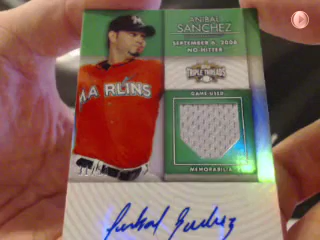 ANIBAL
SANCHEZ
SEPTEMBER 6, 2006
NO-HITTER
TRIPLE THREADS
MARLINS
GAME USED
MEMORABILIA